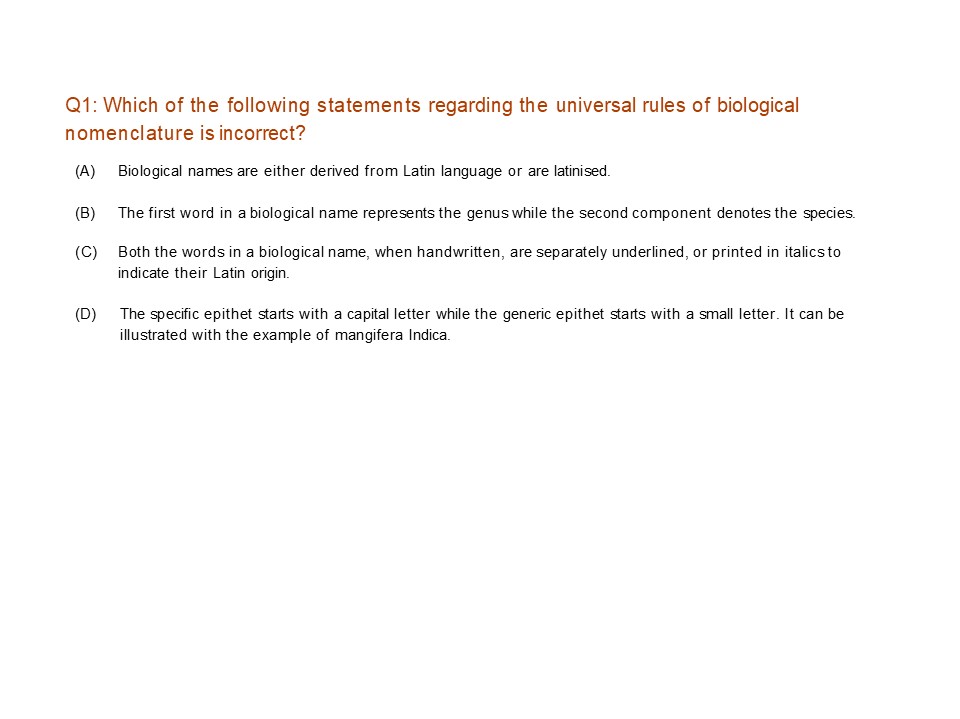 Q1: Which of the following statements regarding the universal rules of biological
nomenclature is incorrect?
(A) Biological names are either derived from Latin language or are latinised.
(B) The first word in a biological name represents the genus while the second component denotes the species.
(C) Both the words in a biological name, when handwritten, are separately underlined, or printed in italics to
indicate their Latin origin.
(D) The specific epithet starts with a capital letter while the generic epithet starts with a small letter. It can be
illustrated with the example of mangifera Indica.